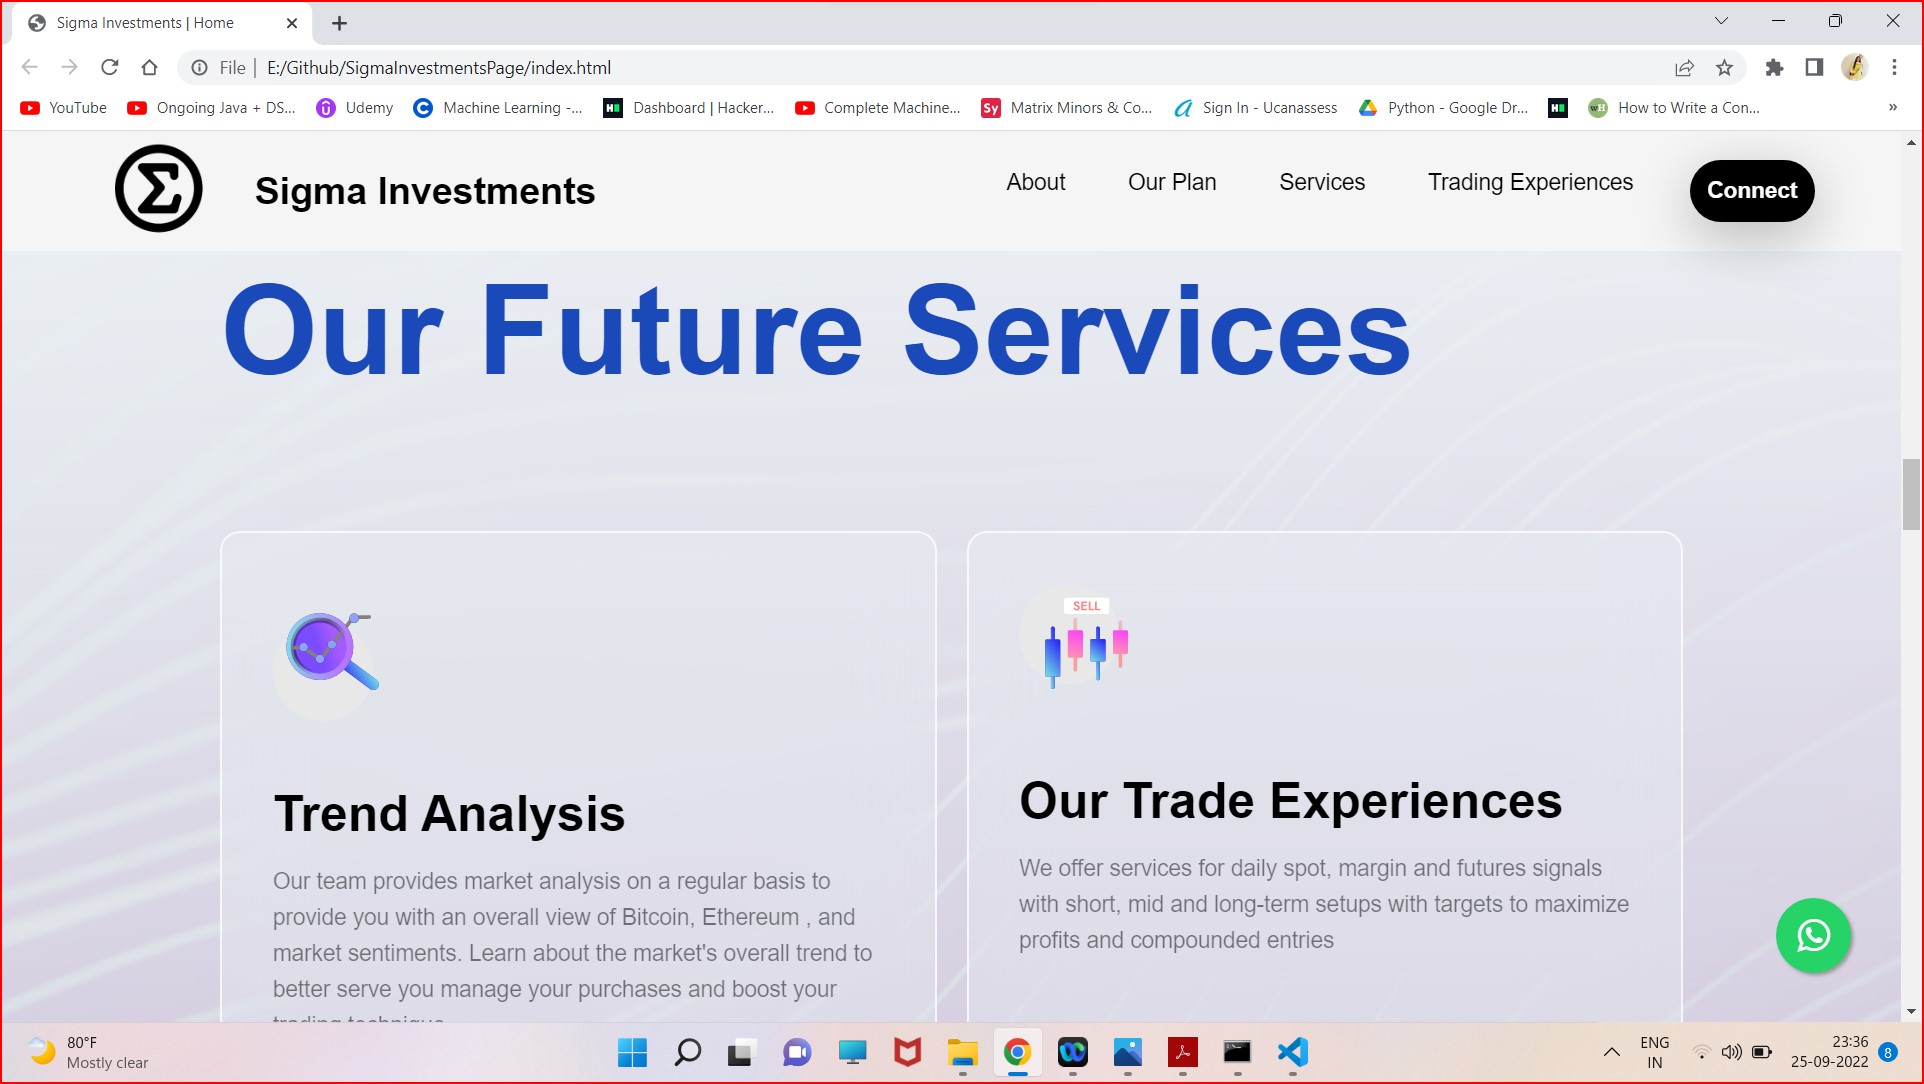 Sigma Investments | Home
File | E:/Github/SigmaInvestmentsPage/index.html
YouTube Ongoing Java + DS... Udemy Machine Learning -... Dashboard | Hacker... Complete Machine... Sy Matrix Minors & Co... Sign In - Ucanassess Python - Google Dr... How to Write a Con... »
Σ Sigma Investments About Our Plan Services Trading Experiences Connect
Our Future Services
SELL
Trend Analysis
Our team provides market analysis on a regular basis to
provide you with an overall view of Bitcoin, Ethereum , and
market sentiments. Learn about the market's overall trend to
better serve you manage your purchases and boost your
trading technique
Our Trade Experiences
We offer services for daily spot, margin and futures signals
with short, mid and long-term setups with targets to maximize
profits and compounded entries
80°F
Mostly clear
ENG
IN
23:36
25-09-2022
8